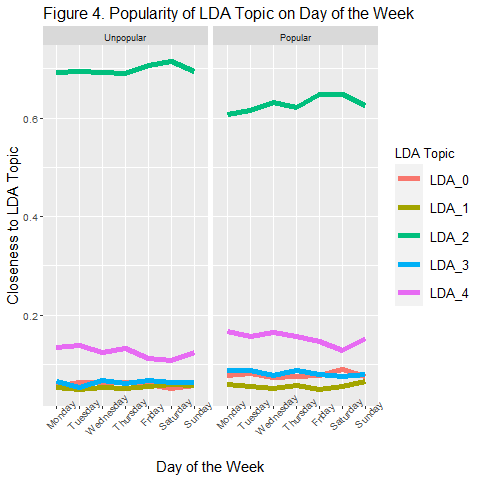 Figure 4. Popularity of LDA Topic on Day of the Week
Unpopular
Popular
Closeness to LDA Topic
0.6
0.4
0.2
Monday
Tuesday
Wednesday
Thursday
Friday
Saturday
Sunday
Monday
Tuesday
Wednesday
Thursday
Friday
Saturday
Sunday
Day of the Week
LDA Topic
LDA_0
LDA_1
LDA_2
LDA_3
LDA_4